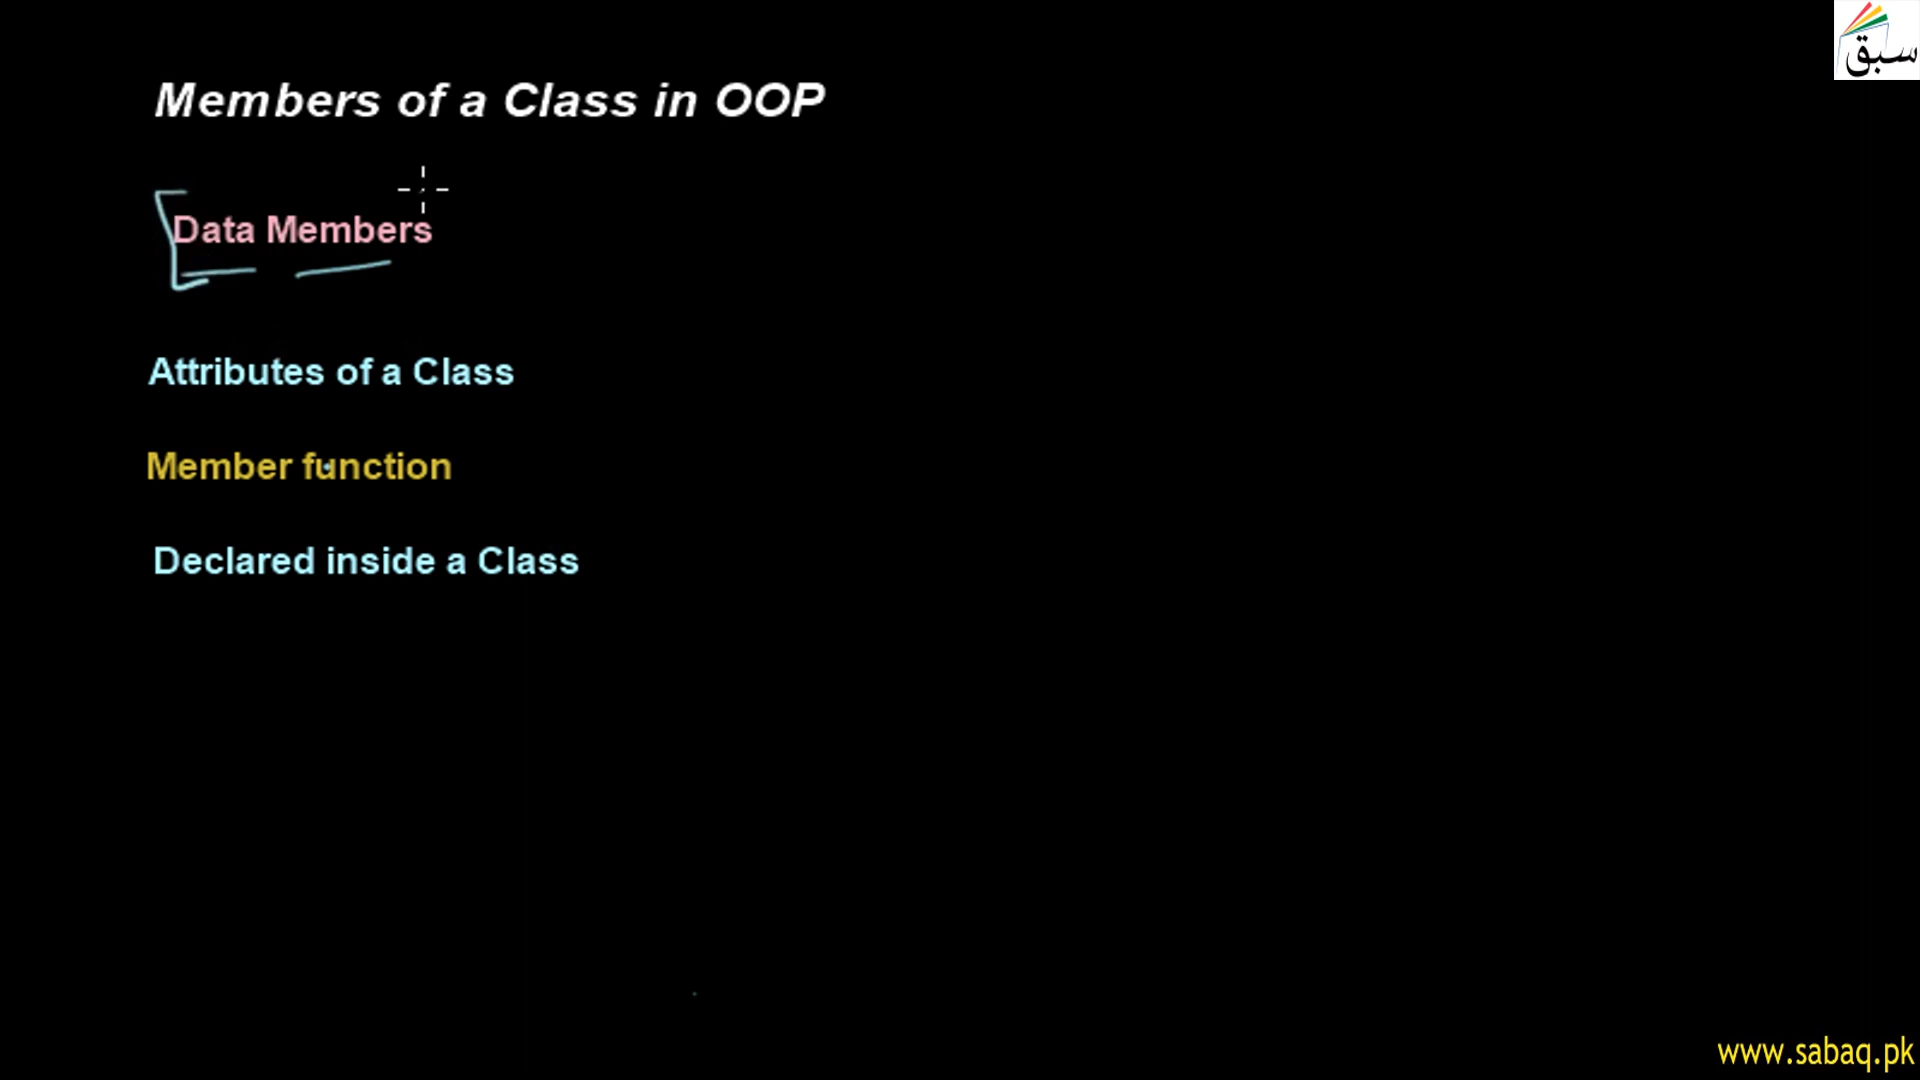 سبق
Members of a Class in OOP
Data Members
Attributes of a Class
Member function
Declared inside a Class
www.sabaq.pk